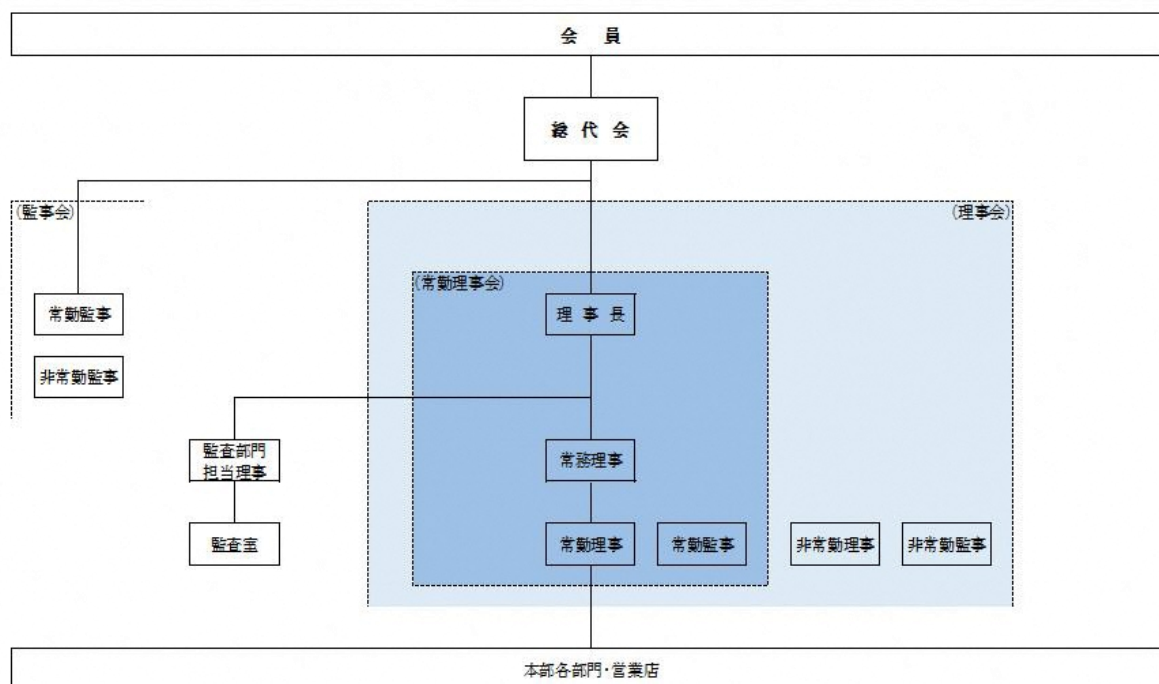 会 員
総 代 会
(監事会)
(理事会)
(常勤理事会)
常勤監事
理 事 長
非常勤監事
監査部門
担当理事
常務理事
監査室
常勤理事
常勤監事
非常勤理事
非常勤監事
本部各部門・営業店